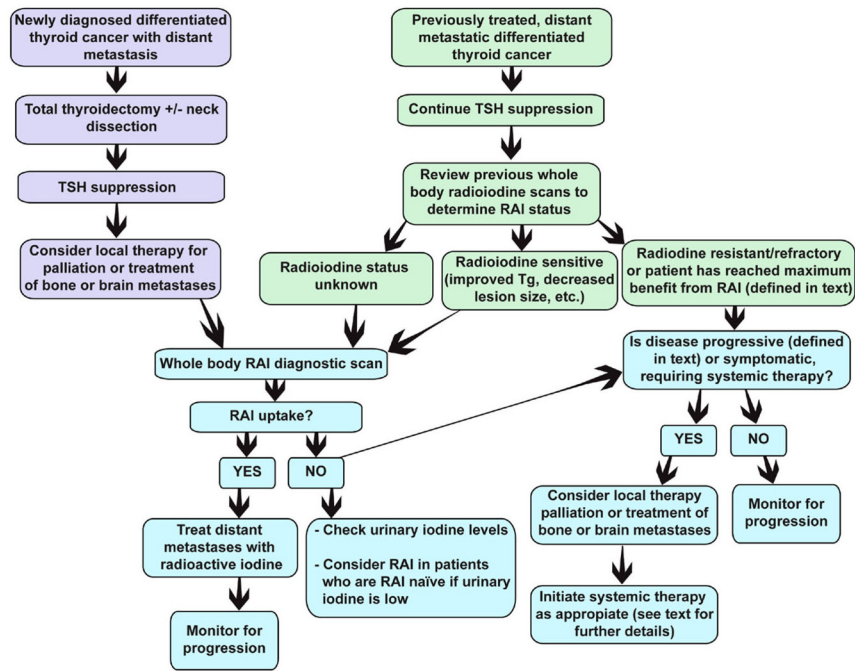 Newly diagnosed differentiated
thyroid cancer with distant
metastasis
Total thyroidectomy +/- neck
dissection
TSH suppression
Consider local therapy for
palliation or treatment
of bone or brain metastases
Previously treated, distant
metastatic differentiated
thyroid cancer
Continue TSH suppression
Review previous whole
body radioiodine scans to
determine RAI status
Radioiodine status
unknown
Radioiodine sensitive
(improved Tg, decreased
lesion size, etc.)
Radiodine resistant/refractory
or patient has reached maximum
benefit from RAI (defined in text)
Whole body RAI diagnostic scan
RAI uptake?
YES
NO
Treat distant
metastases with
radioactive iodine
Monitor for
progression
- Check urinary iodine levels
- Consider RAI in patients
who are RAI naïve if urinary
iodine is low
Is disease progressive (defined
in text) or symptomatic,
requiring systemic therapy?
YES
NO
Consider local therapy
palliation or treatment of
bone or brain metastases
Monitor for
progression
Initiate systemic therapy
as appropiate (see text for
further details)